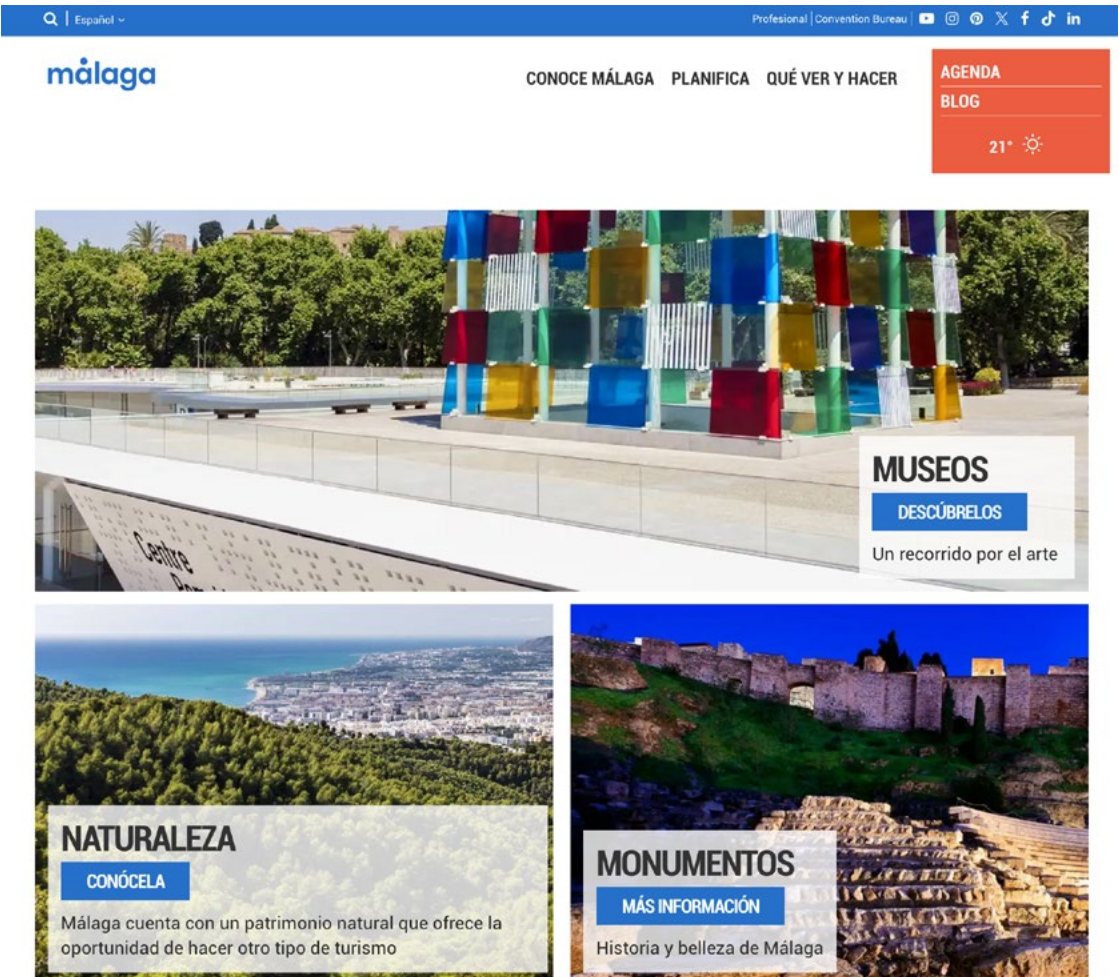 Español
Profesional | Convention Bureau
målaga
CONOCE MÁLAGA PLANIFICA QUÉ VER Y HACER
AGENDA
BLOG
21°
Centre
MUSEOS
DESCÚBRELOS
Un recorrido por el arte
NATURALEZA
CONÓCELA
Málaga cuenta con un patrimonio natural que ofrece la
oportunidad de hacer otro tipo de turismo
MONUMENTOS
MÁS INFORMACIÓN
Historia y belleza de Málaga